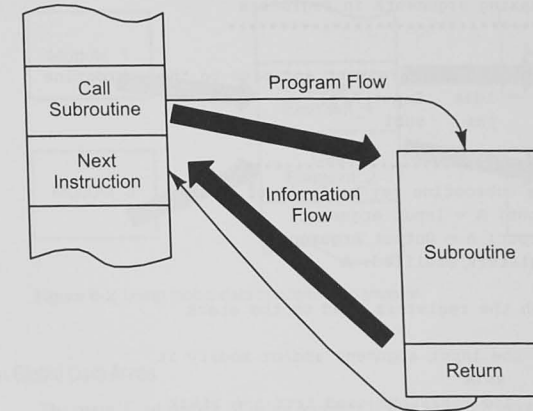 Call
Subroutine
Next
Instruction
Program Flow
Information
Flow
Subroutine
Return